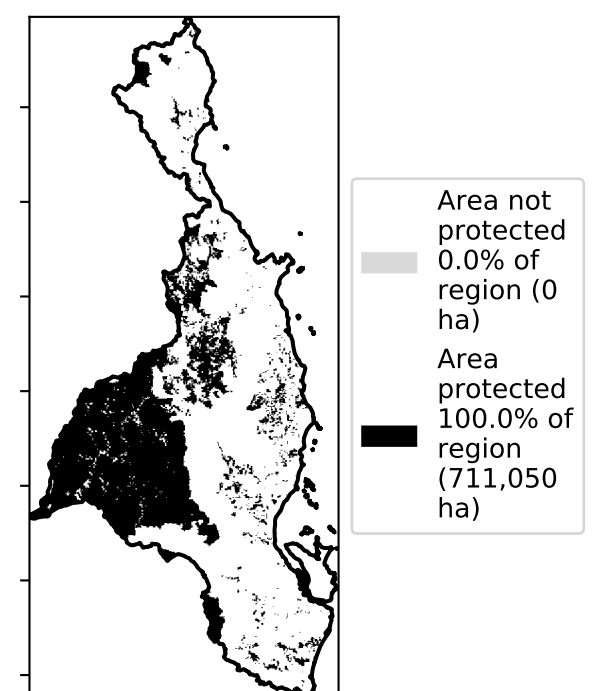 Area not
protected
0.0% of
region (0
ha)
Area
protected
100.0% of
region
(711,050
ha)